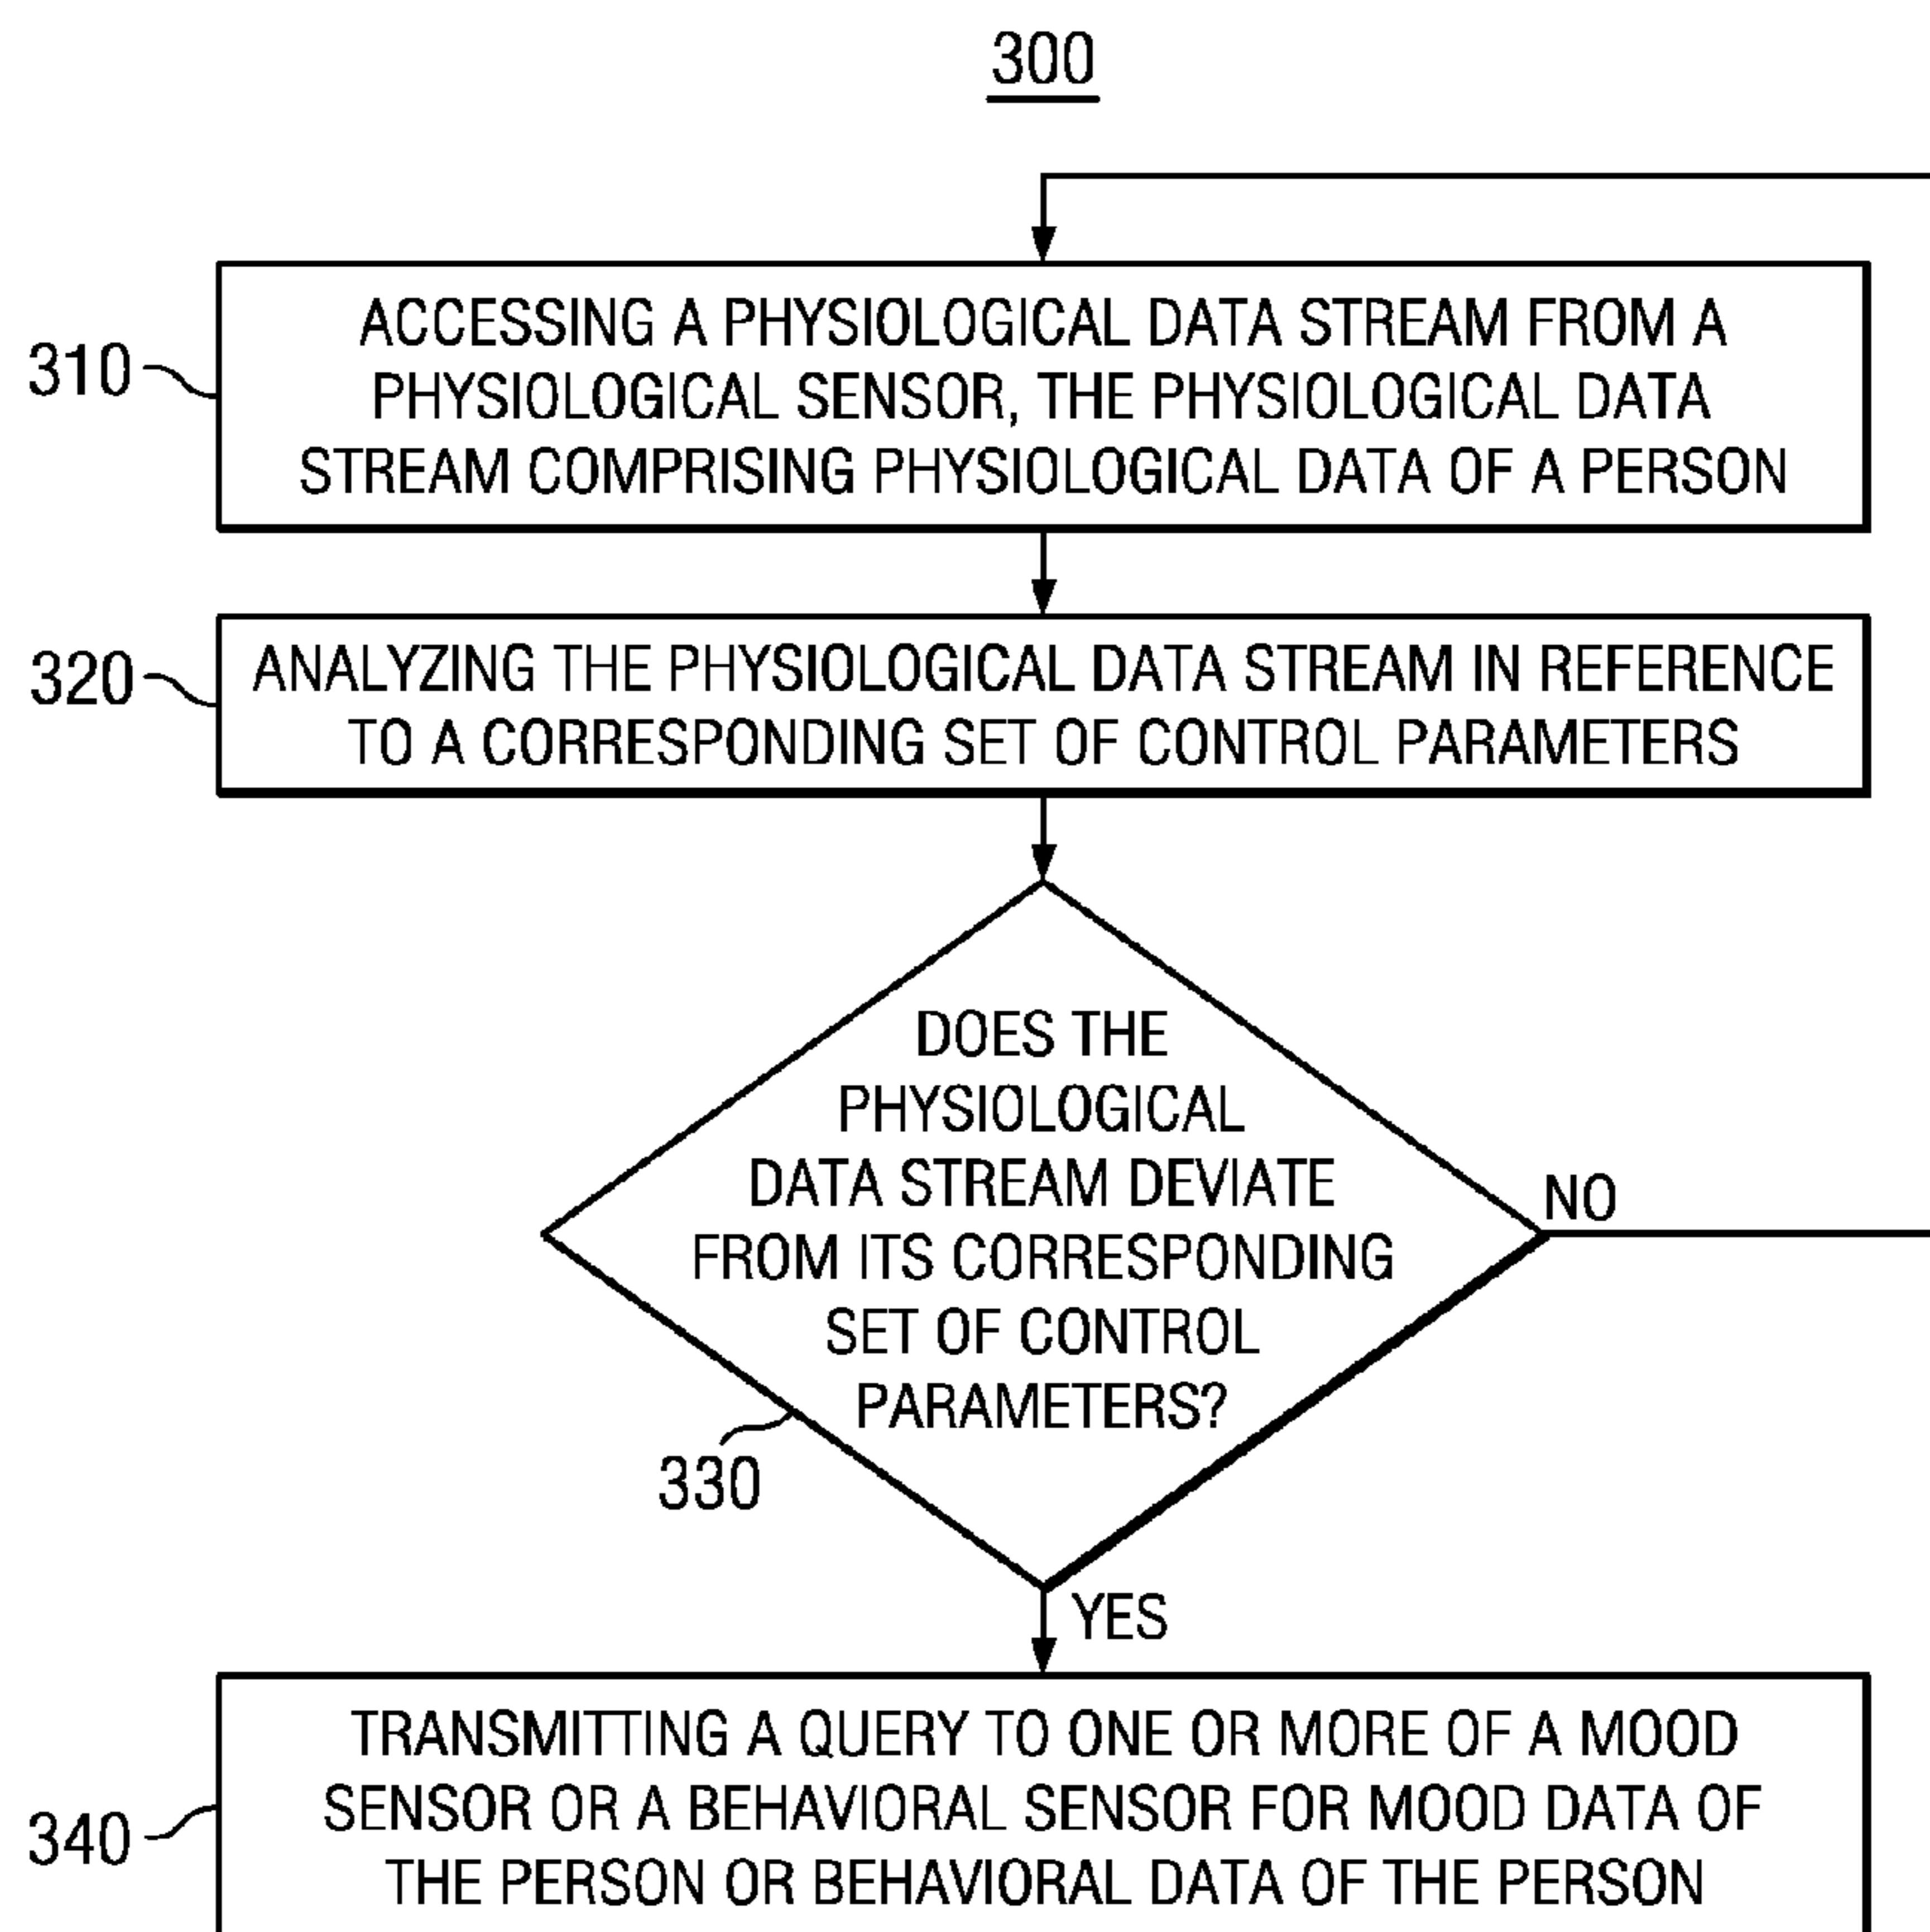 300
310
ACCESSING A PHYSIOLOGICAL DATA STREAM FROM A
PHYSIOLOGICAL SENSOR, THE PHYSIOLOGICAL DATA
STREAM COMPRISING PHYSIOLOGICAL DATA OF A PERSON
320
ANALYZING THE PHYSIOLOGICAL DATA STREAM IN REFERENCE
TO A CORRESPONDING SET OF CONTROL PARAMETERS
DOES THE
PHYSIOLOGICAL
DATA STREAM DEVIATE
FROM ITS CORRESPONDING
SET OF CONTROL
PARAMETERS?
NO
330
YES
340
TRANSMITTING A QUERY TO ONE OR MORE OF A MOOD
SENSOR OR A BEHAVIORAL SENSOR FOR MOOD DATA OF
THE PERSON OR BEHAVIORAL DATA OF THE PERSON